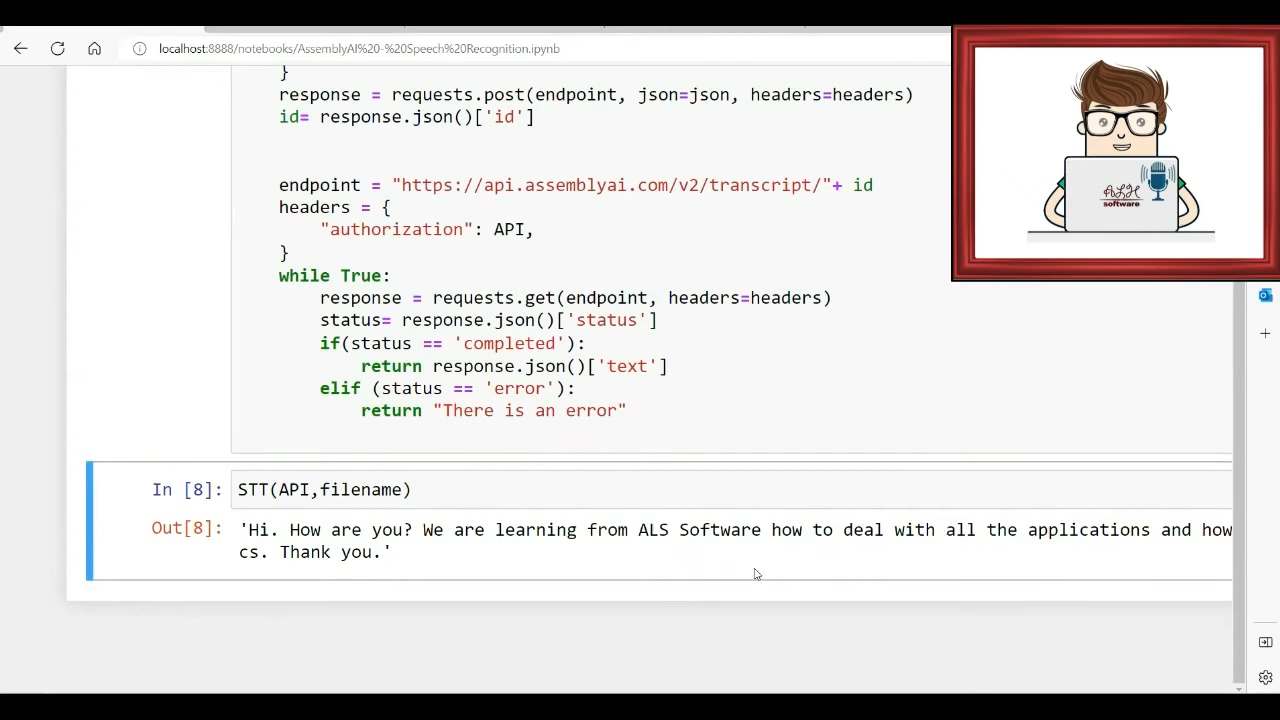 localhost:8888/notebooks/AssemblyAI%20-%20Speech%20Recognition.ipynb
}
response = requests.post(endpoint, json=json, headers=headers)
id= response.json()['id']
endpoint = "https://api.assemblyai.com/v2/transcript/"+ id
headers = {
"authorization": API,
}
while True:
response = requests.get(endpoint, headers=headers)
status= response.json()['status']
if(status == 'completed'):
return response.json()['text']
elif (status == 'error'):
return "There is an error"
In [8]: STT(API,filename)
Out[8]: 'Hi. How are you? We are learning from ALS Software how to deal with all the applications and how
cs. Thank you.'
software